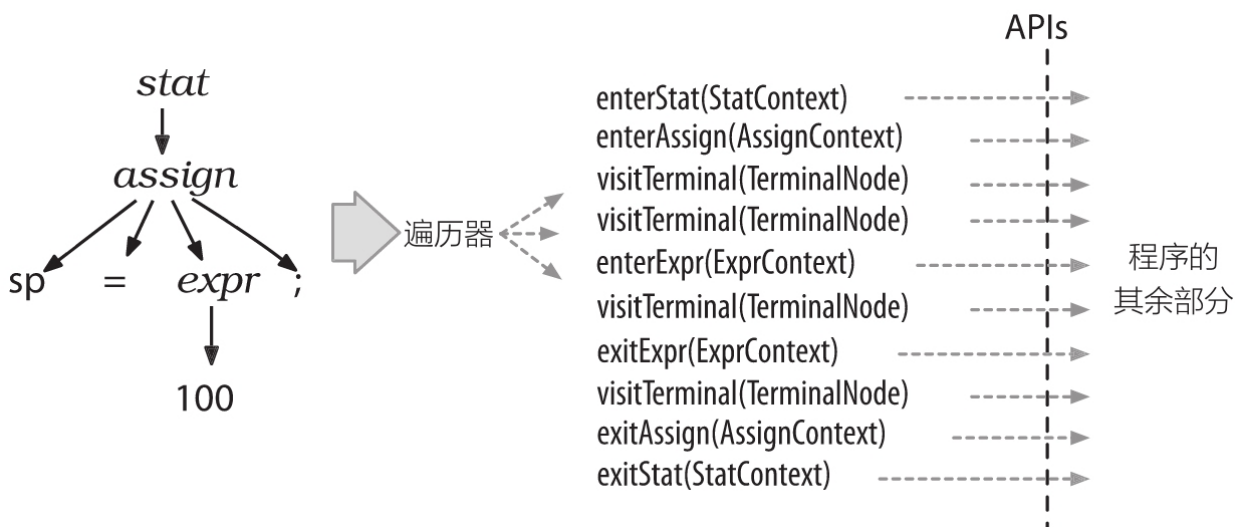 stat
assign
sp = expr ;
100
遍历器
APIs
enterStat(StatContext)
enterAssign(AssignContext)
visitTerminal(TerminalNode)
visitTerminal(TerminalNode)
enterExpr(ExprContext)
visitTerminal(TerminalNode)
exitExpr(ExprContext)
visitTerminal(TerminalNode)
exitAssign(AssignContext)
exitStat(StatContext)
程序的
其余部分